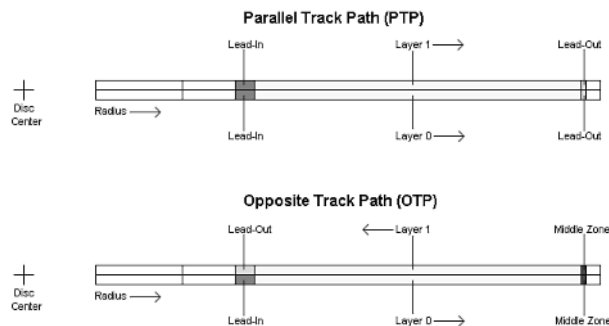 Parallel Track Path (PTP)
Lead-In
Layer 1
Lead-Out
Disc
Center
Radius
Lead-In
Layer 0
Lead-Out
Opposite Track Path (OTP)
Lead-Out
Layer 1
Middle Zone
Disc
Center
Radius
Lead-In
Layer 0
Middle Zone